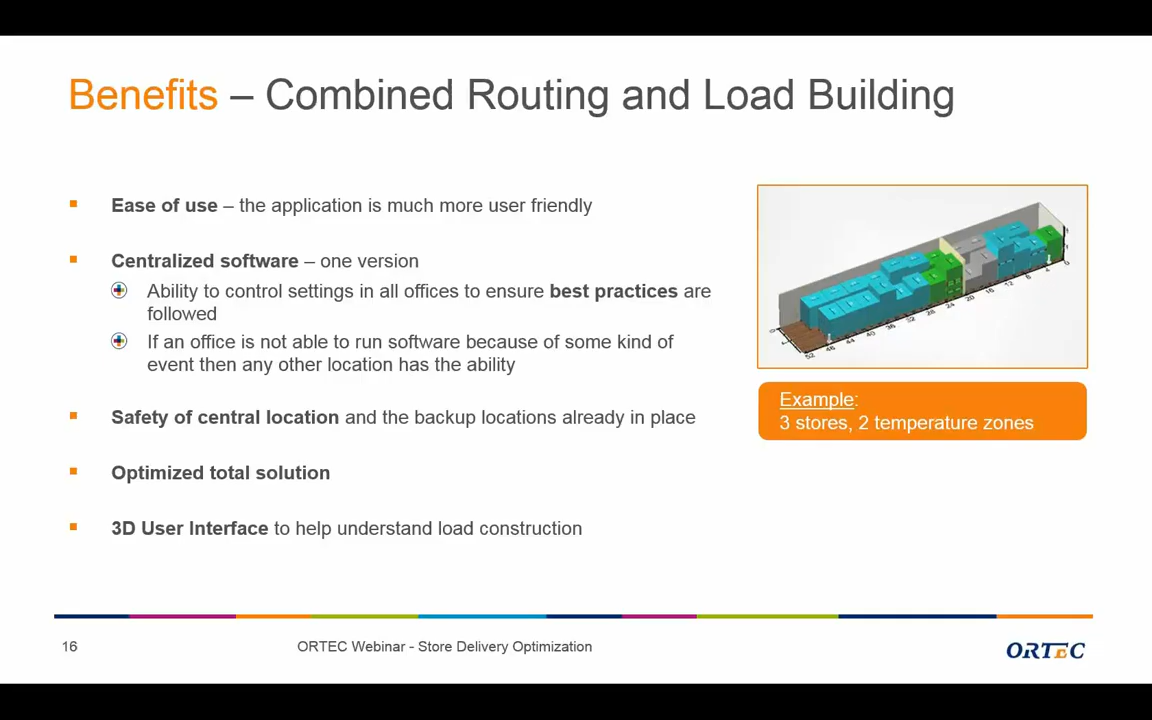 Benefits – Combined Routing and Load Building
Ease of use – the application is much more user friendly
Centralized software – one version
Ability to control settings in all offices to ensure best practices are
followed
If an office is not able to run software because of some kind of
event then any other location has the ability
Safety of central location and the backup locations already in place
Optimized total solution
3D User Interface to help understand load construction
Example:
3 stores, 2 temperature zones
16
ORTEC Webinar - Store Delivery Optimization
ORTEC